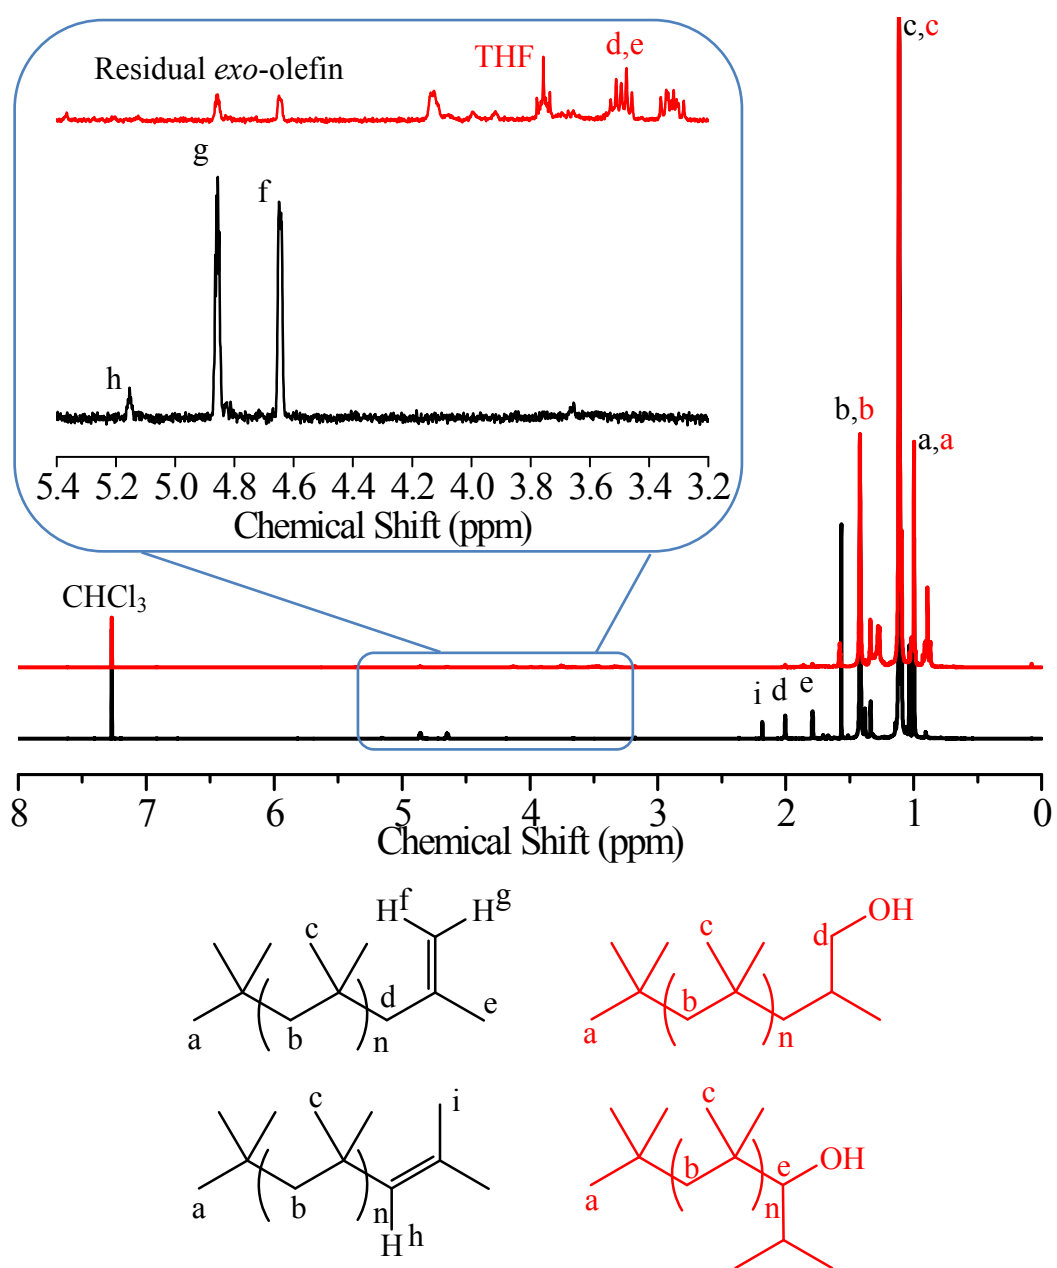 THF
d,e
Residual exo-olefin
g
f
h
5.4 5.2 5.0 4.8 4.6 4.4 4.2 4.0 3.8 3.6 3.4 3.2
Chemical Shift (ppm)
c,c
b,b
a,a
CHCl₃
i d e
8 7 6 5 4 3 2 1 0
Chemical Shift (ppm)
Hf Hg
c
d
e
a
b
n
OH
d
c
b
n
a
c
i
a
b
n
H h
c
e
OH
b
n
a